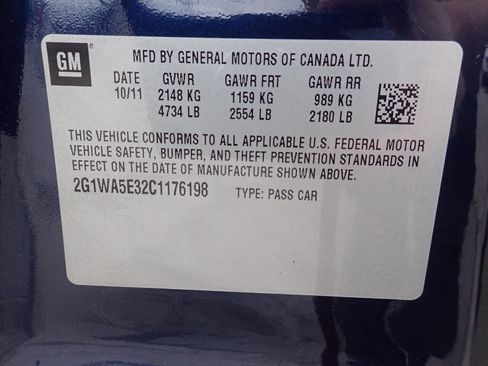 GM ®
MFD BY GENERAL MOTORS OF CANADA LTD.
DATE GVWR GAWR FRT GAWR RR
10/11 2148 KG 1159 KG 989 KG
4734 LB 2554 LB 2180 LB
THIS VEHICLE CONFORMS TO ALL APPLICABLE U.S. FEDERAL MOTOR
VEHICLE SAFETY, BUMPER, AND THEFT PREVENTION STANDARDS IN
EFFECT ON THE DATE OF MANUFACTURE SHOWN ABOVE.
2G1WA5E32C1176198 TYPE: PASS CAR